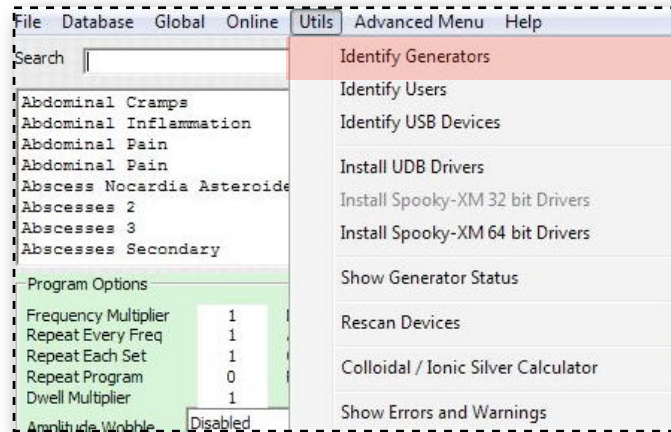 File Database Global Online Utils Advanced Menu Help
Search
Abdominal Cramps
Abdominal Inflammation
Abdominal Pain
Abdominal Pain
Abscess Nocardia Asteroide
Abscesses 2
Abscesses 3
Abscesses Secondary
Program Options
Frequency Multiplier 1
Repeat Every Freq 1
Repeat Each Set 1
Repeat Program 0
Dwell Multiplier 1
Amplitude Wobble Disabled
Identify Generators
Identify Users
Identify USB Devices
Install UDB Drivers
Install Spooky-XM 32 bit Drivers
Install Spooky-XM 64 bit Drivers
Show Generator Status
Rescan Devices
Colloidal / Ionic Silver Calculator
Show Errors and Warnings